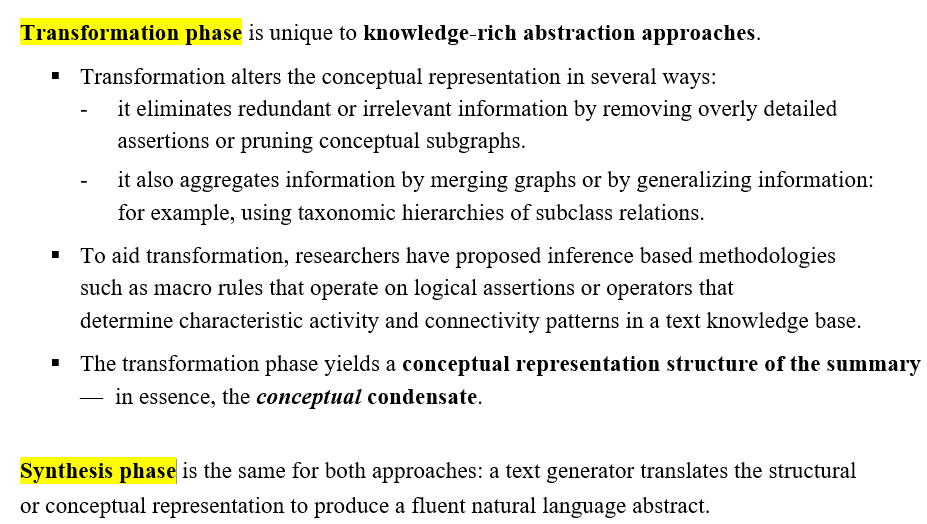 Transformation phase is unique to knowledge-rich abstraction approaches.
▪ Transformation alters the conceptual representation in several ways:
- it eliminates redundant or irrelevant information by removing overly detailed
assertions or pruning conceptual subgraphs.
- it also aggregates information by merging graphs or by generalizing information:
for example, using taxonomic hierarchies of subclass relations.
▪ To aid transformation, researchers have proposed inference based methodologies
such as macro rules that operate on logical assertions or operators that
determine characteristic activity and connectivity patterns in a text knowledge base.
▪ The transformation phase yields a conceptual representation structure of the summary
— in essence, the conceptual condensate.
Synthesis phase is the same for both approaches: a text generator translates the structural
or conceptual representation to produce a fluent natural language abstract.